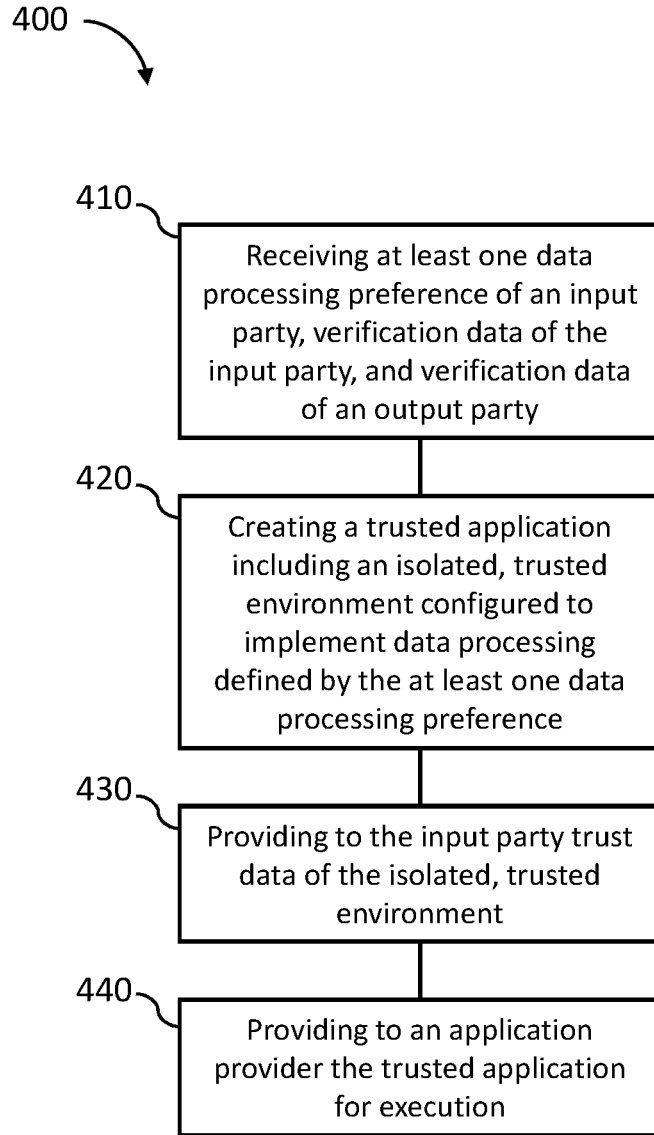 400
410
Receiving at least one data
processing preference of an input
party, verification data of the
input party, and verification data
of an output party
420
Creating a trusted application
including an isolated, trusted
environment configured to
implement data processing
defined by the at least one data
processing preference
430
Providing to the input party trust
data of the isolated, trusted
environment
440
Providing to an application
provider the trusted application
for execution